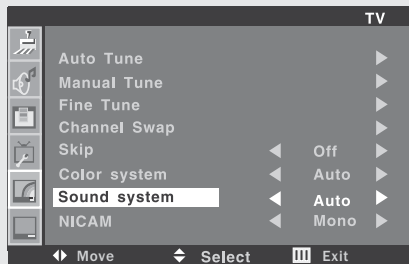 TV
Auto Tune
Manual Tune
Fine Tune
Channel Swap
Skip Off
Color system Auto
Sound system Auto
NICAM Mono
Move Select Exit